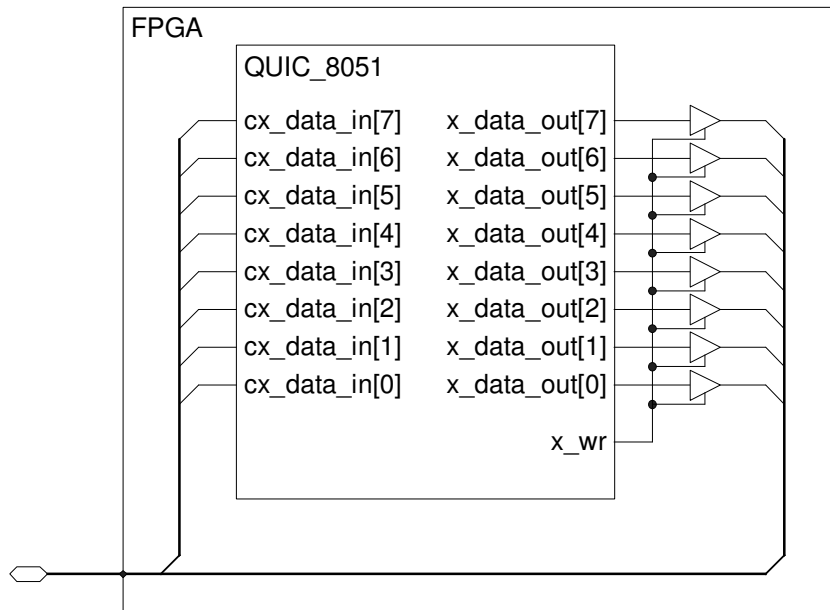 FPGA
QUIC_8051
cx_data_in[7] x_data_out[7]
cx_data_in[6] x_data_out[6]
cx_data_in[5] x_data_out[5]
cx_data_in[4] x_data_out[4]
cx_data_in[3] x_data_out[3]
cx_data_in[2] x_data_out[2]
cx_data_in[1] x_data_out[1]
cx_data_in[0] x_data_out[0]
x_wr